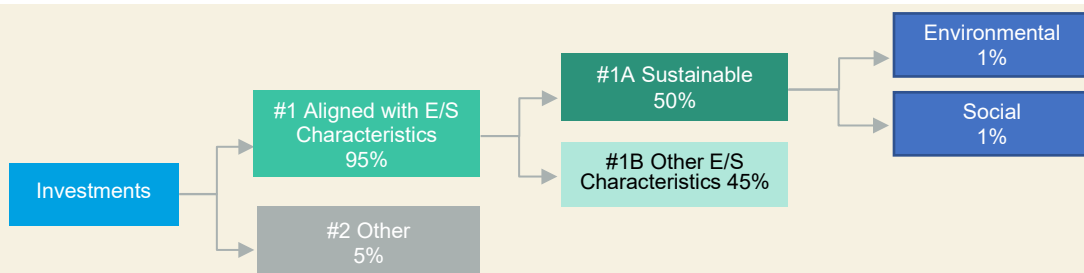 Environmental
1%
#1A Sustainable
50%
#1 Aligned with E/S
Characteristics
95%
Social
1%
#1B Other E/S
Characteristics 45%
Investments
#2 Other
5%